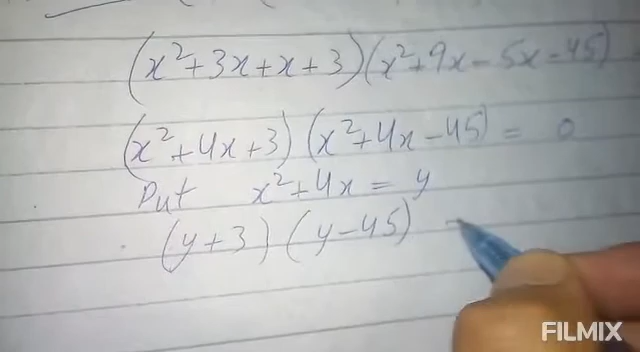 (x²+3x+x+3)(x²+9x-5x-45)
(x²+4x+3)(x²+4x-45) = 0
Put x²+4x = y
(y+3)(y-45)
FILMIX